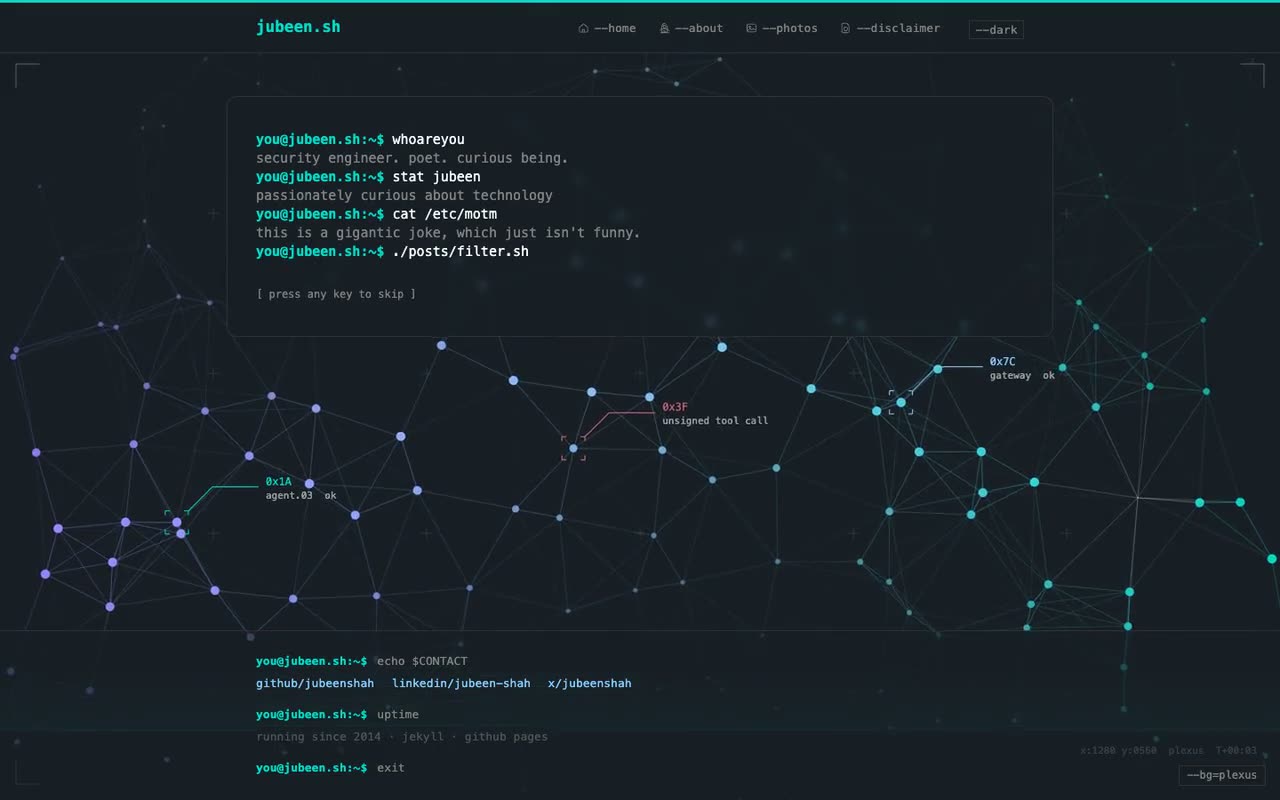 jubeen.sh
--home --about --photos --disclaimer --dark
you@jubeen.sh:~$ whoareyou
security engineer. poet. curious being.
you@jubeen.sh:~$ stat jubeen
passionately curious about technology
you@jubeen.sh:~$ cat /etc/motm
this is a gigantic joke, which just isn't funny.
you@jubeen.sh:~$ ./posts/filter.sh
[ press any key to skip ]
0x7C
gateway ok
0x3F
unsigned tool call
0x1A
agent.03 ok
you@jubeen.sh:~$ echo $CONTACT
github/jubeenshah linkedin/jubeen-shah x/jubeenshah
you@jubeen.sh:~$ uptime
running since 2014 · jekyll · github pages
x:1280 y:0560 plexus T+00:03
you@jubeen.sh:~$ exit
--bg=plexus